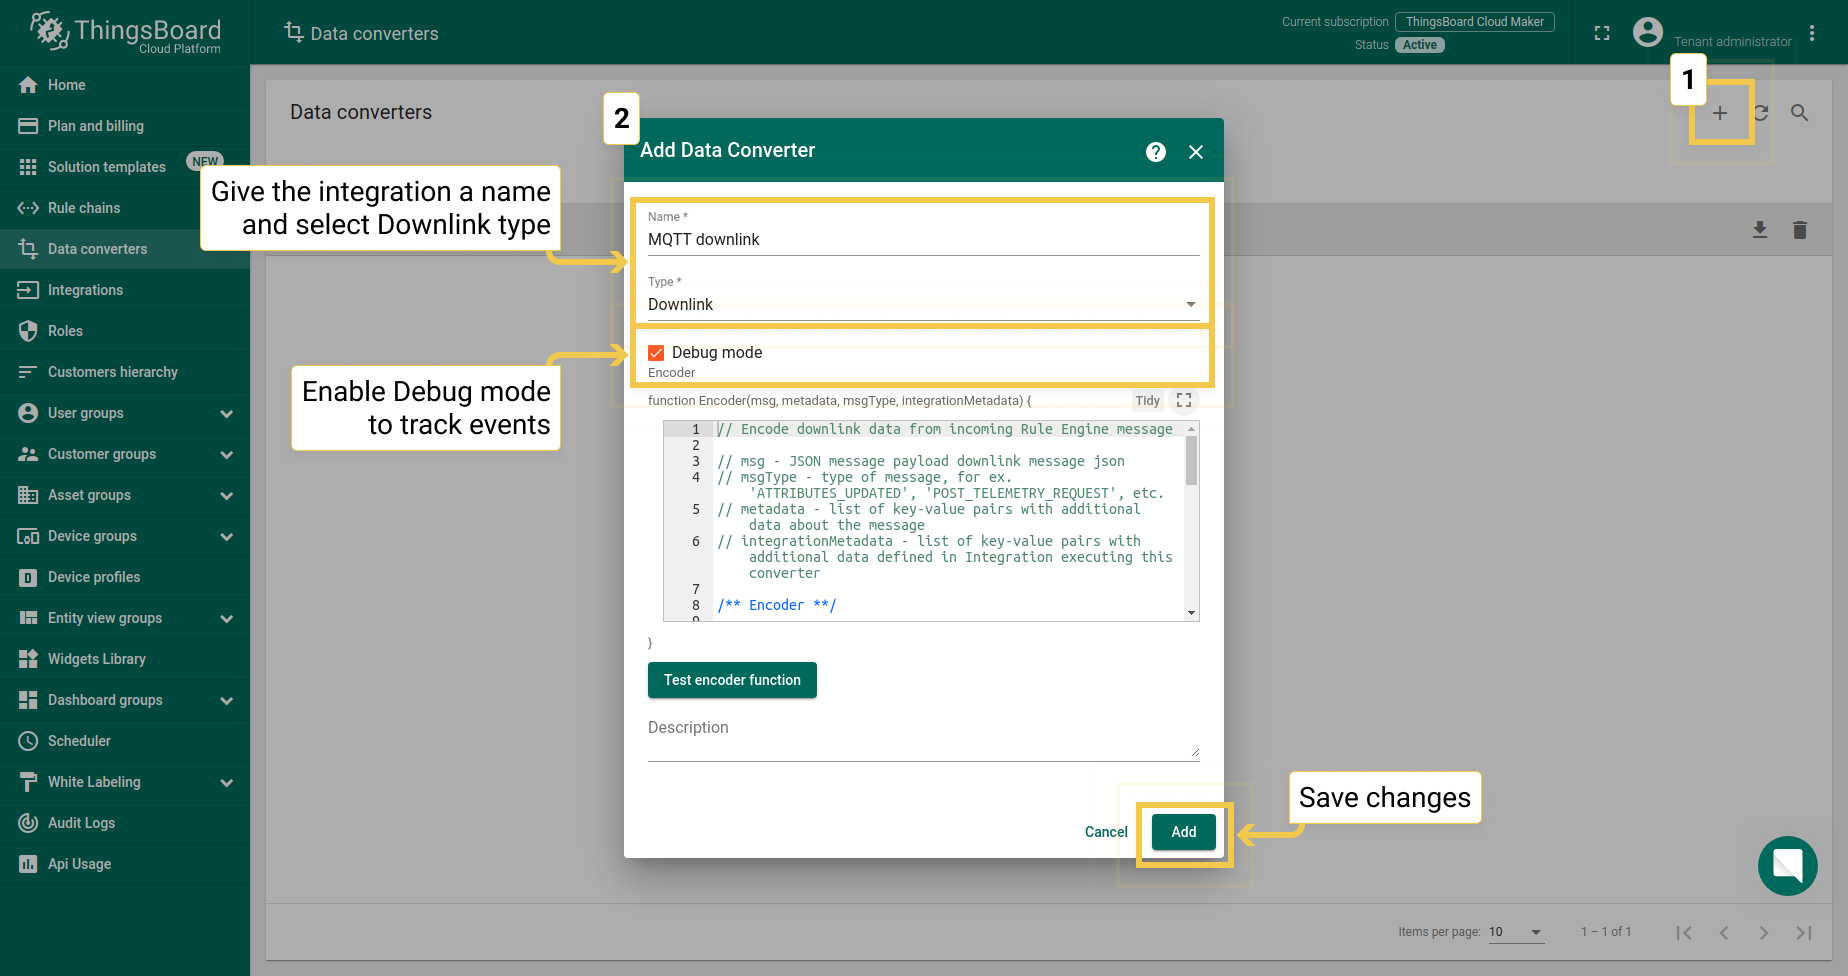 ThingsBoard
Cloud Platform
Data converters
Current subscription
ThingsBoard Cloud Maker
Status
Active
Tenant administrator
Home
Plan and billing
Solution templates
NEW
Rule chains
Data converters
Integrations
Roles
Customers hierarchy
User groups
Customer groups
Asset groups
Device groups
Device profiles
D
Entity view groups
Widgets Library
Dashboard groups
Scheduler
White Labeling
Audit Logs
Api Usage
Data converters
1
2
Give the integration a name
and select Downlink type
Enable Debug mode
to track events
Add Data Converter
?
Name *
MQTT downlink
Type *
Downlink
Debug mode
Encoder
function Encoder(msg, metadata, msgType, integrationMetadata) {
Tidy
1 // Encode downlink data from incoming Rule Engine message
2
3 // msg - JSON message payload downlink message json
4 // msgType - type of message, for ex.
'ATTRIBUTES_UPDATED', 'POST_TELEMETRY_REQUEST', etc.
5 // metadata - list of key-value pairs with additional
data about the message
6 // integrationMetadata - list of key-value pairs with
additional data defined in Integration executing this
converter
7
8 /** Encoder **/
9
}
Test encoder function
Description
Cancel
Add
Save changes
Items per page:
10
1 – 1 of 1